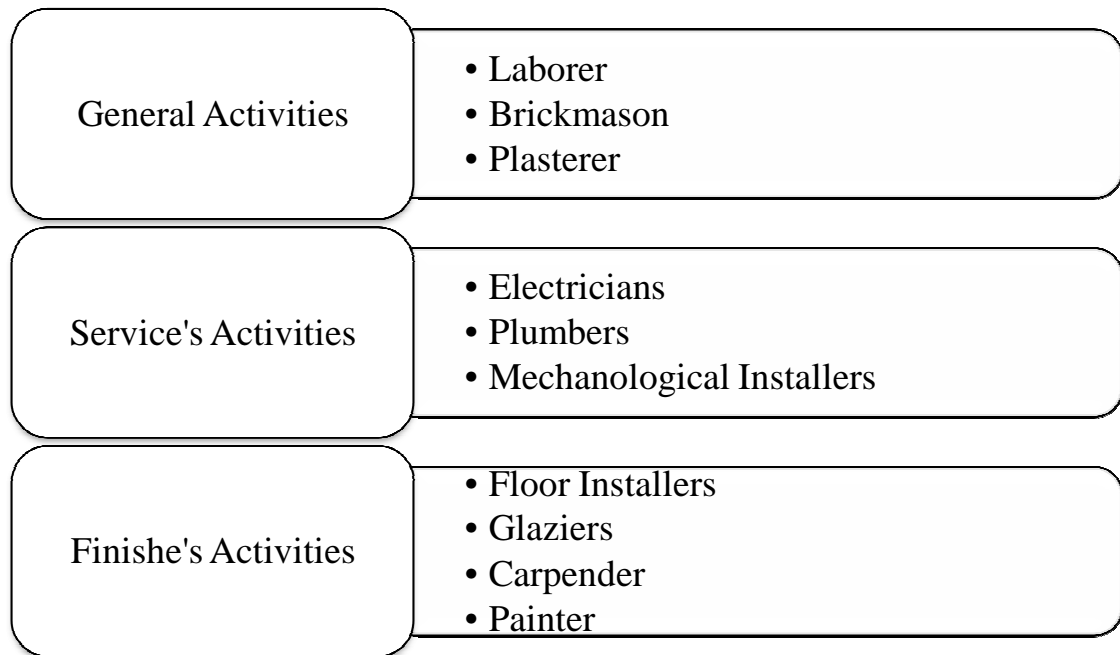 General Activities
• Laborer
• Brickmason
• Plasterer
Service's Activities
• Electricians
• Plumbers
• Mechanological Installers
Finishe's Activities
• Floor Installers
• Glaziers
• Carpender
• Painter